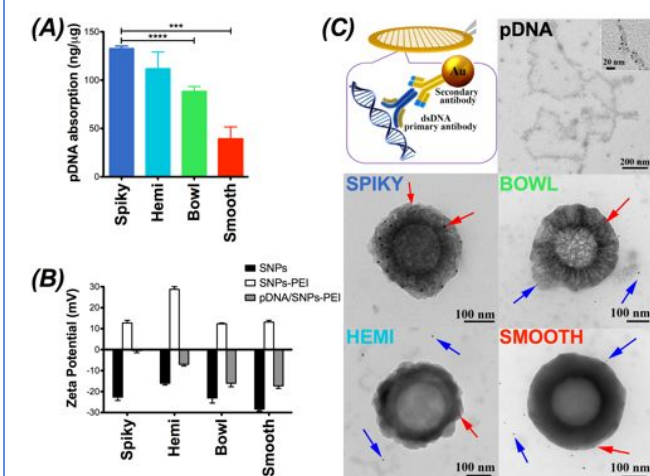 (A)
***
****
pDNA absorption (ng/µg)
150
100
50
0
Spiky
Hemi
Bowl
Smooth
(B)
Zeta Potential (mV)
30
20
10
0
-10
-20
-30
SNPs
SNPs-PEI
pDNA/SNPs-PEI
Spiky
Hemi
Bowl
Smooth
(C)
Au
Secondary
antibody
dsDNA
primary antibody
pDNA
20 nm
200 nm
SPIKY
100 nm
BOWL
100 nm
HEMI
100 nm
SMOOTH
100 nm